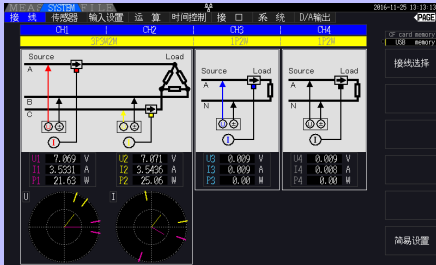 MEAS SYSTEM FILE 2016-11-25 13:13:13
接 线 传感器 输入设置 运 算 时间控制 接 口 系 统 D/A输出 PAGE
CH1 CH2 CH3 CH4
3P3W2M 1P2W 1P2W
CF card memory
USB memory
Source Load
Source Load
Source Load
A
A
A
B
C
N
N
U
I
U
I
U
I
U
I
接线选择
U1 7.069 V U2 7.071 V U3 0.009 V U4 0.009 V
I1 3.5331 A I2 3.5436 A I3 0.009 A I4 0.009 A
P1 21.63 W P2 25.06 W P3 0.00 W P4 0.00 W
U I
简易设置